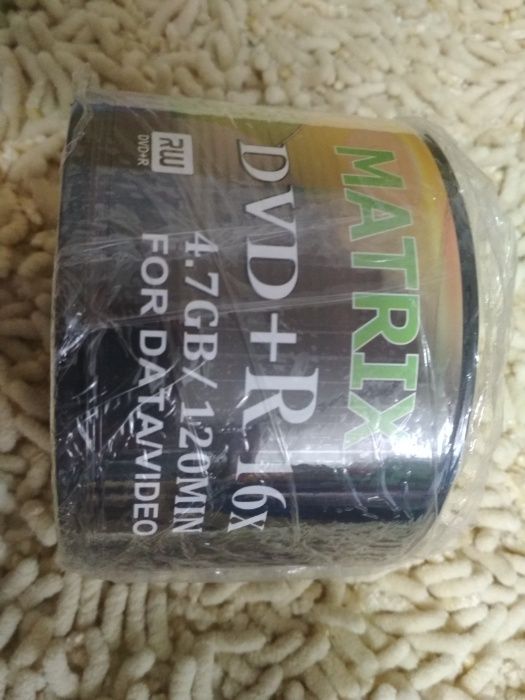 MATRIX
DVD+R 16X
4.7GB/120MIN
FOR DATA/VIDEO
RW
DVD+R